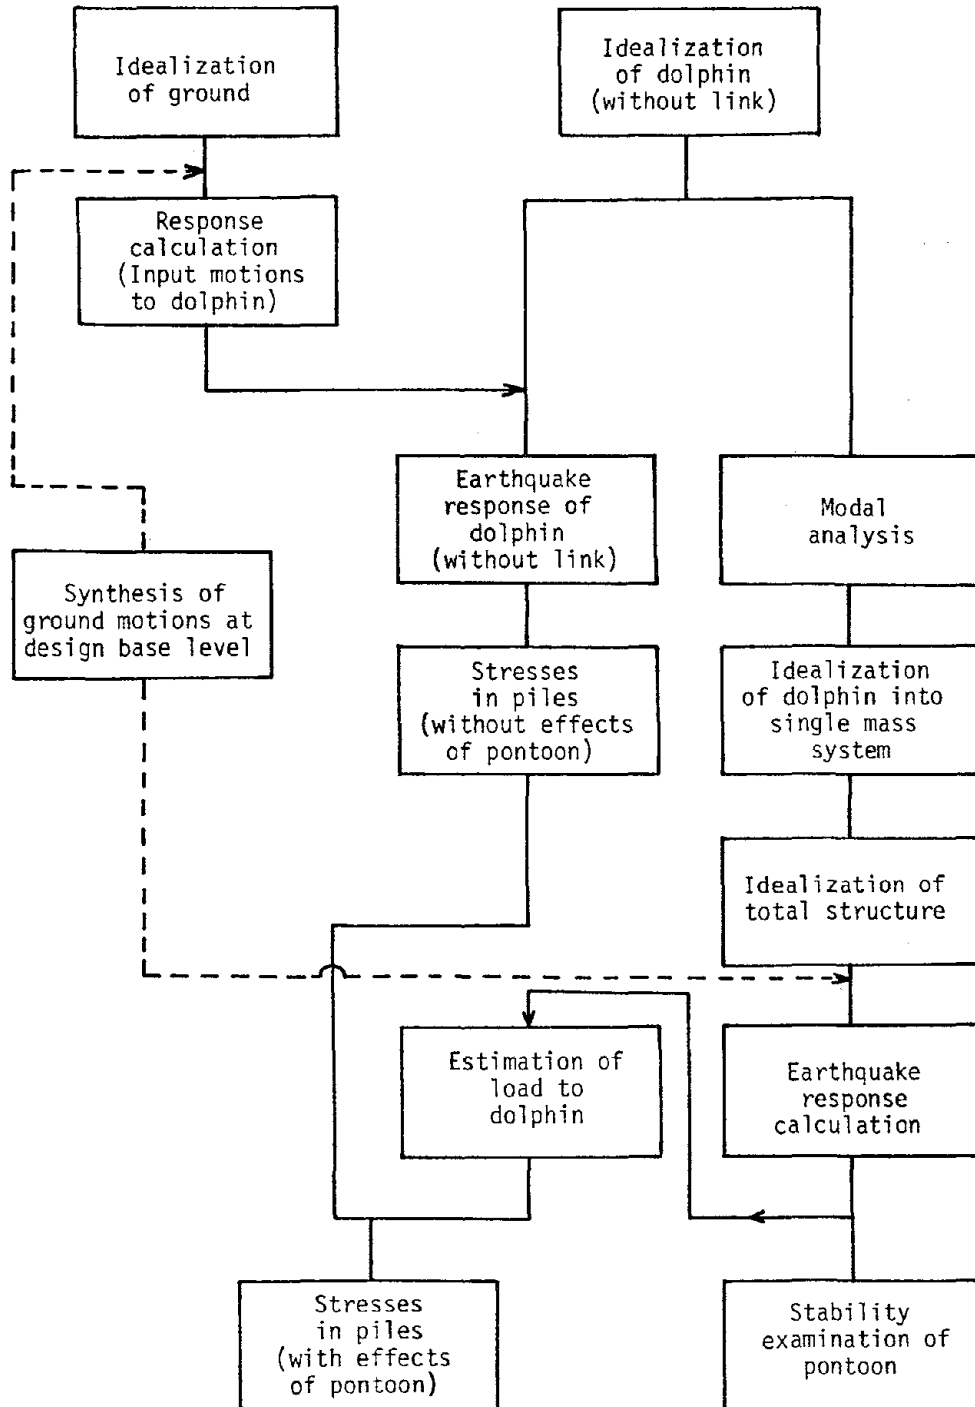 Idealization
of ground
Idealization
of dolphin
(without link)
Response
calculation
(Input motions
to dolphin)
Earthquake
response of
dolphin
(without link)
Modal
analysis
Synthesis of
ground motions at
design base level
Stresses
in piles
(without effects
of pontoon)
Idealization
of dolphin into
single mass
system
Idealization of
total structure
Estimation of
load to
dolphin
Earthquake
response
calculation
Stresses
in piles
(with effects
of pontoon)
Stability
examination of
pontoon